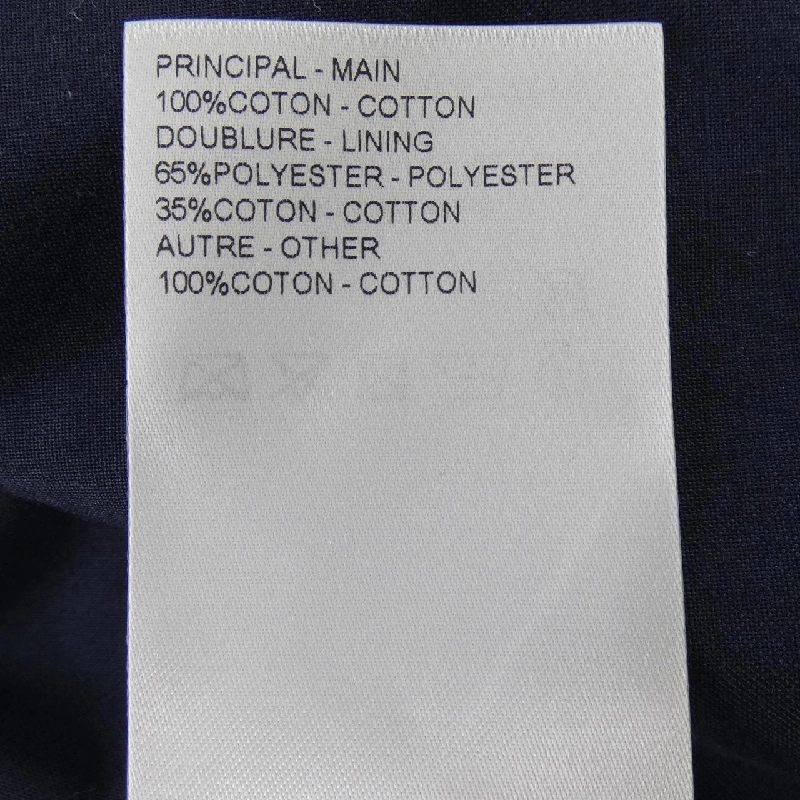 PRINCIPAL - MAIN
100%COTON - COTTON
DOUBLURE - LINING
65%POLYESTER - POLYESTER
35%COTON - COTTON
AUTRE - OTHER
100%COTON - COTTON